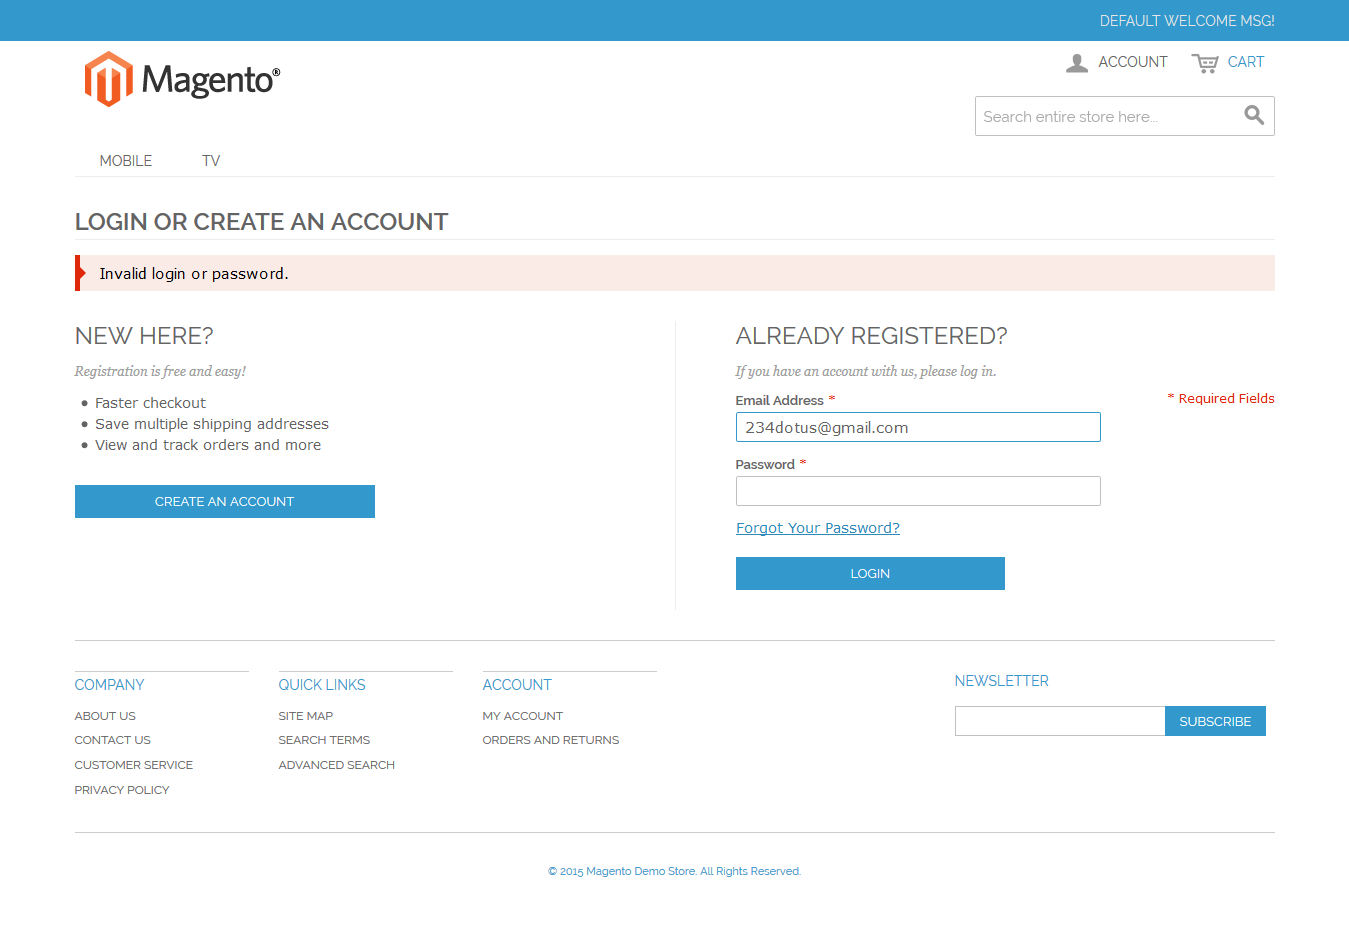 DEFAULT WELCOME MSG!
Magento®
ACCOUNT
CART
Search entire store here...
MOBILE
TV
LOGIN OR CREATE AN ACCOUNT
Invalid login or password.
NEW HERE?
Registration is free and easy!
Faster checkout
Save multiple shipping addresses
View and track orders and more
CREATE AN ACCOUNT
ALREADY REGISTERED?
If you have an account with us, please log in.
Email Address *
* Required Fields
234dotus@gmail.com
Password *
Forgot Your Password?
LOGIN
COMPANY
ABOUT US
CONTACT US
CUSTOMER SERVICE
PRIVACY POLICY
QUICK LINKS
SITE MAP
SEARCH TERMS
ADVANCED SEARCH
ACCOUNT
MY ACCOUNT
ORDERS AND RETURNS
NEWSLETTER
SUBSCRIBE
© 2015 Magento Demo Store. All Rights Reserved.